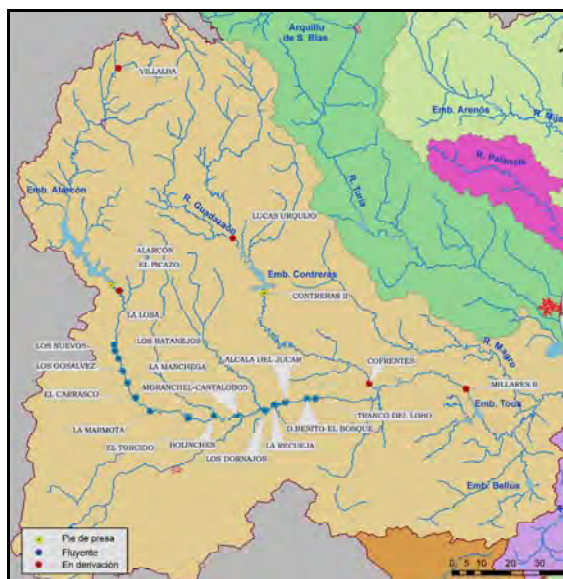 Arquillo
de S. Blas
VILLALBA
Emb. Arenós
R. Mija
R. Palancia
Emb. Alarcón
R. Turia
R. Guadazaón
LUCAS URQUIJO
ALARCÓN
EL PICAZO
Emb. Contreras
CONTRERAS II
LA LOSA
R. Magro
LOS NUEVOS
LOS BATANEJOS
ALCALA DEL JUCAR
COFRENTES
LOS GOSALVEZ
LA MANCHEGA
MILLARES II
EL CARRASCO
MORANCHEL-CANTALOBOS
Emb. Tous
TRANCO DEL LOBO
LA MARMOTA
D.BENITO-EL BOSQUE
EL TORCIDO
BOLINCHES
LA RECUEJA
LOS DORNAJOS
Emb. Bellús
Pie de presa
Fluyente
En derivación
0 5 10 20 30